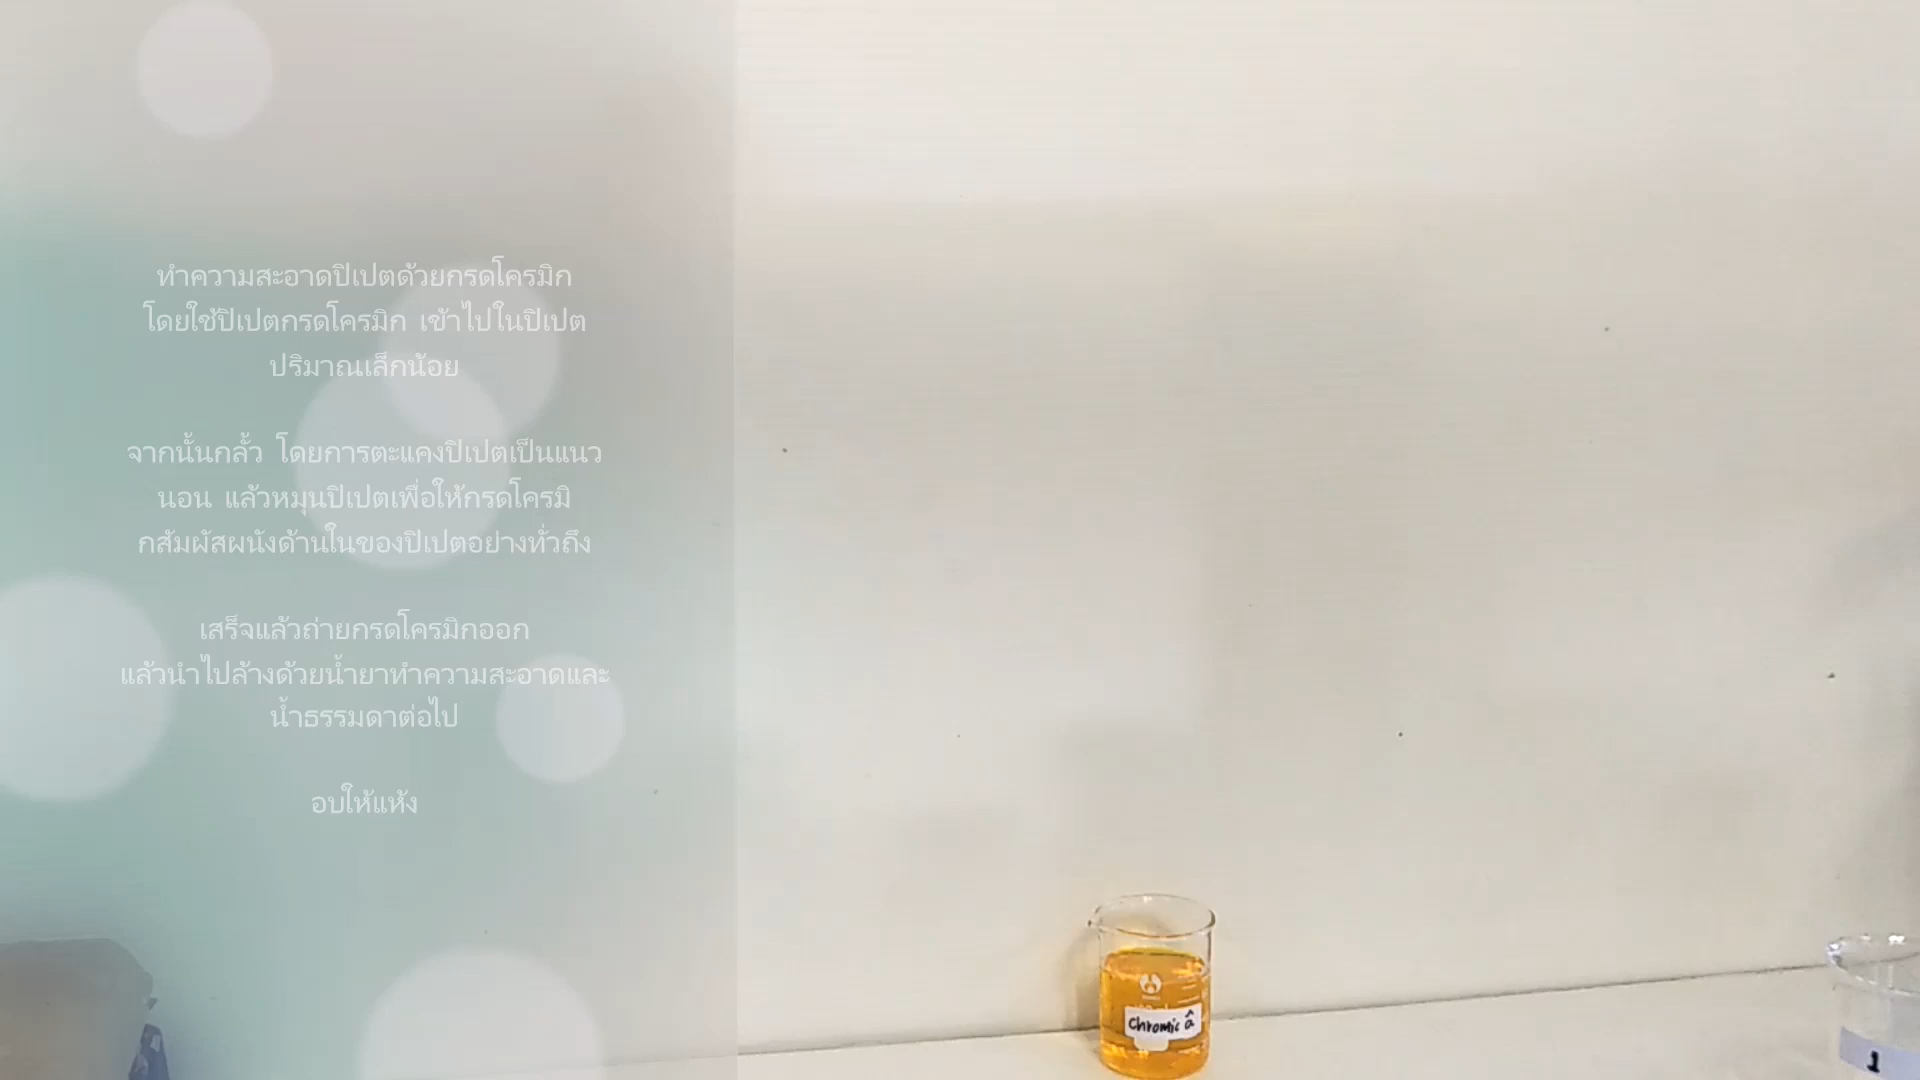 ทำความสะอาดปิเปตด้วยกรดโครมิก
โดยใช้ปิเปตกรดโครมิก เข้าไปในปิเปต
ปริมาณเล็กน้อย
จากนั้นกลั้ว โดยการตะแคงปิเปตเป็นแนว
นอน แล้วหมุนปิเปตเพื่อให้กรดโครมิ
กสัมผัสผนังด้านในของปิเปตอย่างทั่วถึง
เสร็จแล้วถ่ายกรดโครมิกออก
แล้วนำไปล้างด้วยน้ำยาทำความสะอาดและ
น้ำธรรมดาต่อไป
อบให้แห้ง
Chromic â
1